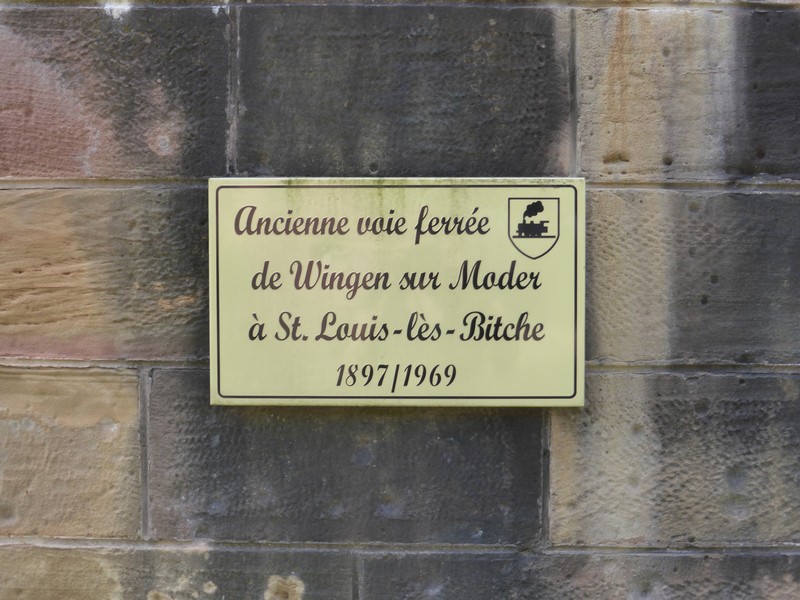 Ancienne voie ferrée
de Wingen sur Moder
à St. Louis-lès-Bitche
1897/1969